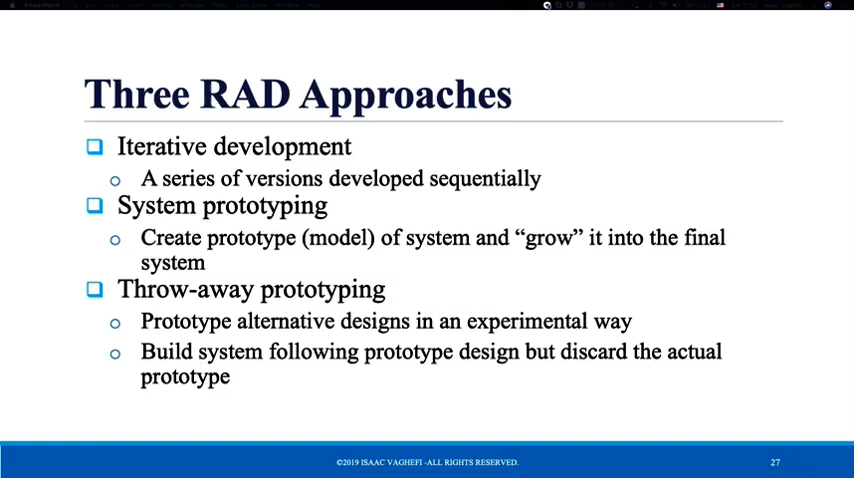 PowerPoint
Three RAD Approaches
Iterative development
A series of versions developed sequentially
System prototyping
Create prototype (model) of system and “grow” it into the final
system
Throw-away prototyping
Prototype alternative designs in an experimental way
Build system following prototype design but discard the actual
prototype
©2019 ISAAC VAGHEFI -ALL RIGHTS RESERVED.
27